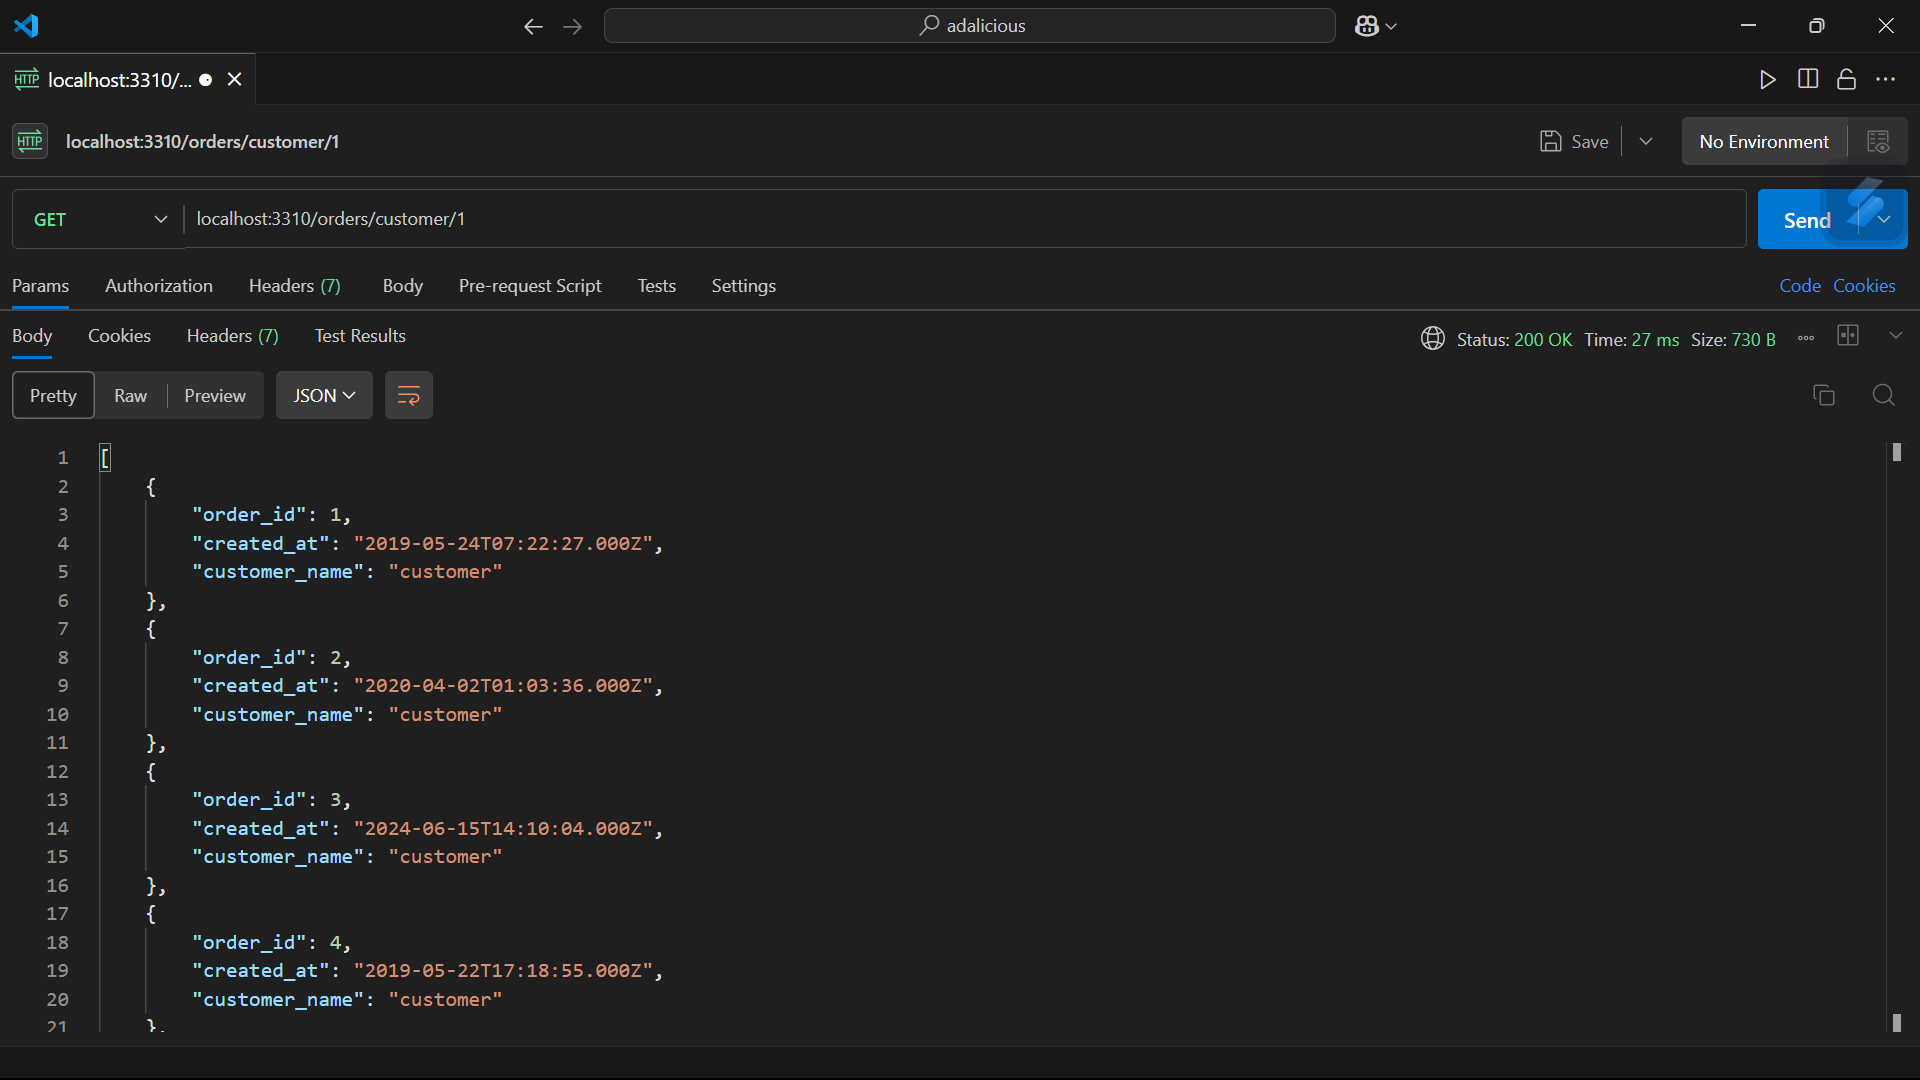 adalicious
HTTP localhost:3310/...
HTTP localhost:3310/orders/customer/1
Save
No Environment
GET
localhost:3310/orders/customer/1
Send
Params Authorization Headers (7) Body Pre-request Script Tests Settings
Code Cookies
Body Cookies Headers (7) Test Results
Status: 200 OK Time: 27 ms Size: 730 B
Pretty Raw Preview JSON
1 [
2 {
3 "order_id": 1,
4 "created_at": "2019-05-24T07:22:27.000Z",
5 "customer_name": "customer"
6 },
7 {
8 "order_id": 2,
9 "created_at": "2020-04-02T01:03:36.000Z",
10 "customer_name": "customer"
11 },
12 {
13 "order_id": 3,
14 "created_at": "2024-06-15T14:10:04.000Z",
15 "customer_name": "customer"
16 },
17 {
18 "order_id": 4,
19 "created_at": "2019-05-22T17:18:55.000Z",
20 "customer_name": "customer"
21 },